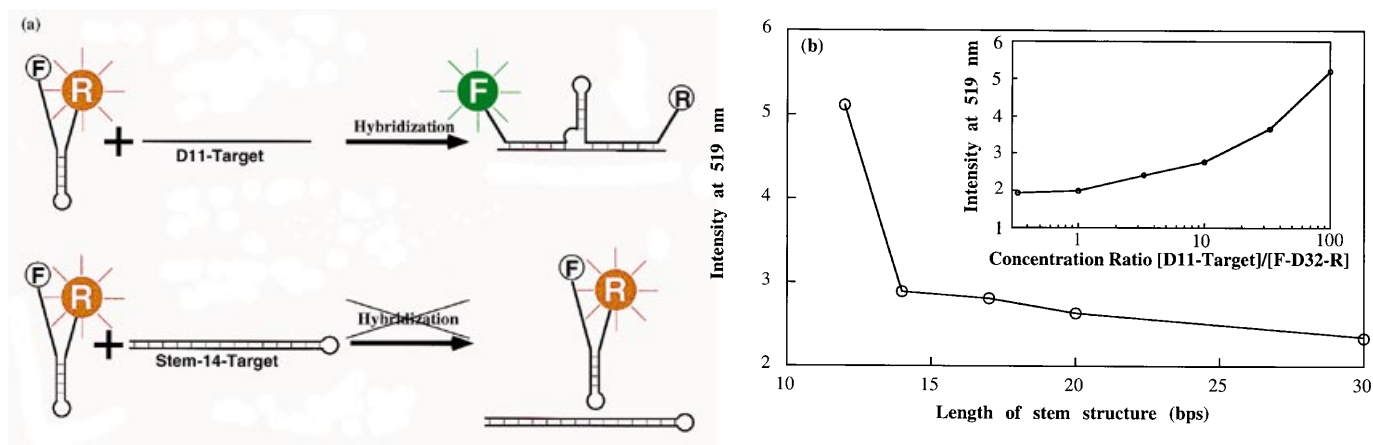 (a)
F
R
+
D11-Target
Hybridization
F
R
F
R
+
Stem-14-Target
Hybridization
F
R
(b)
Intensity at 519 nm
6
5
4
3
2
10
15
20
25
30
Length of stem structure (bps)
Intensity at 519 nm
6
5
4
3
2
1
1
10
100
Concentration Ratio [D11-Target]/[F-D32-R]